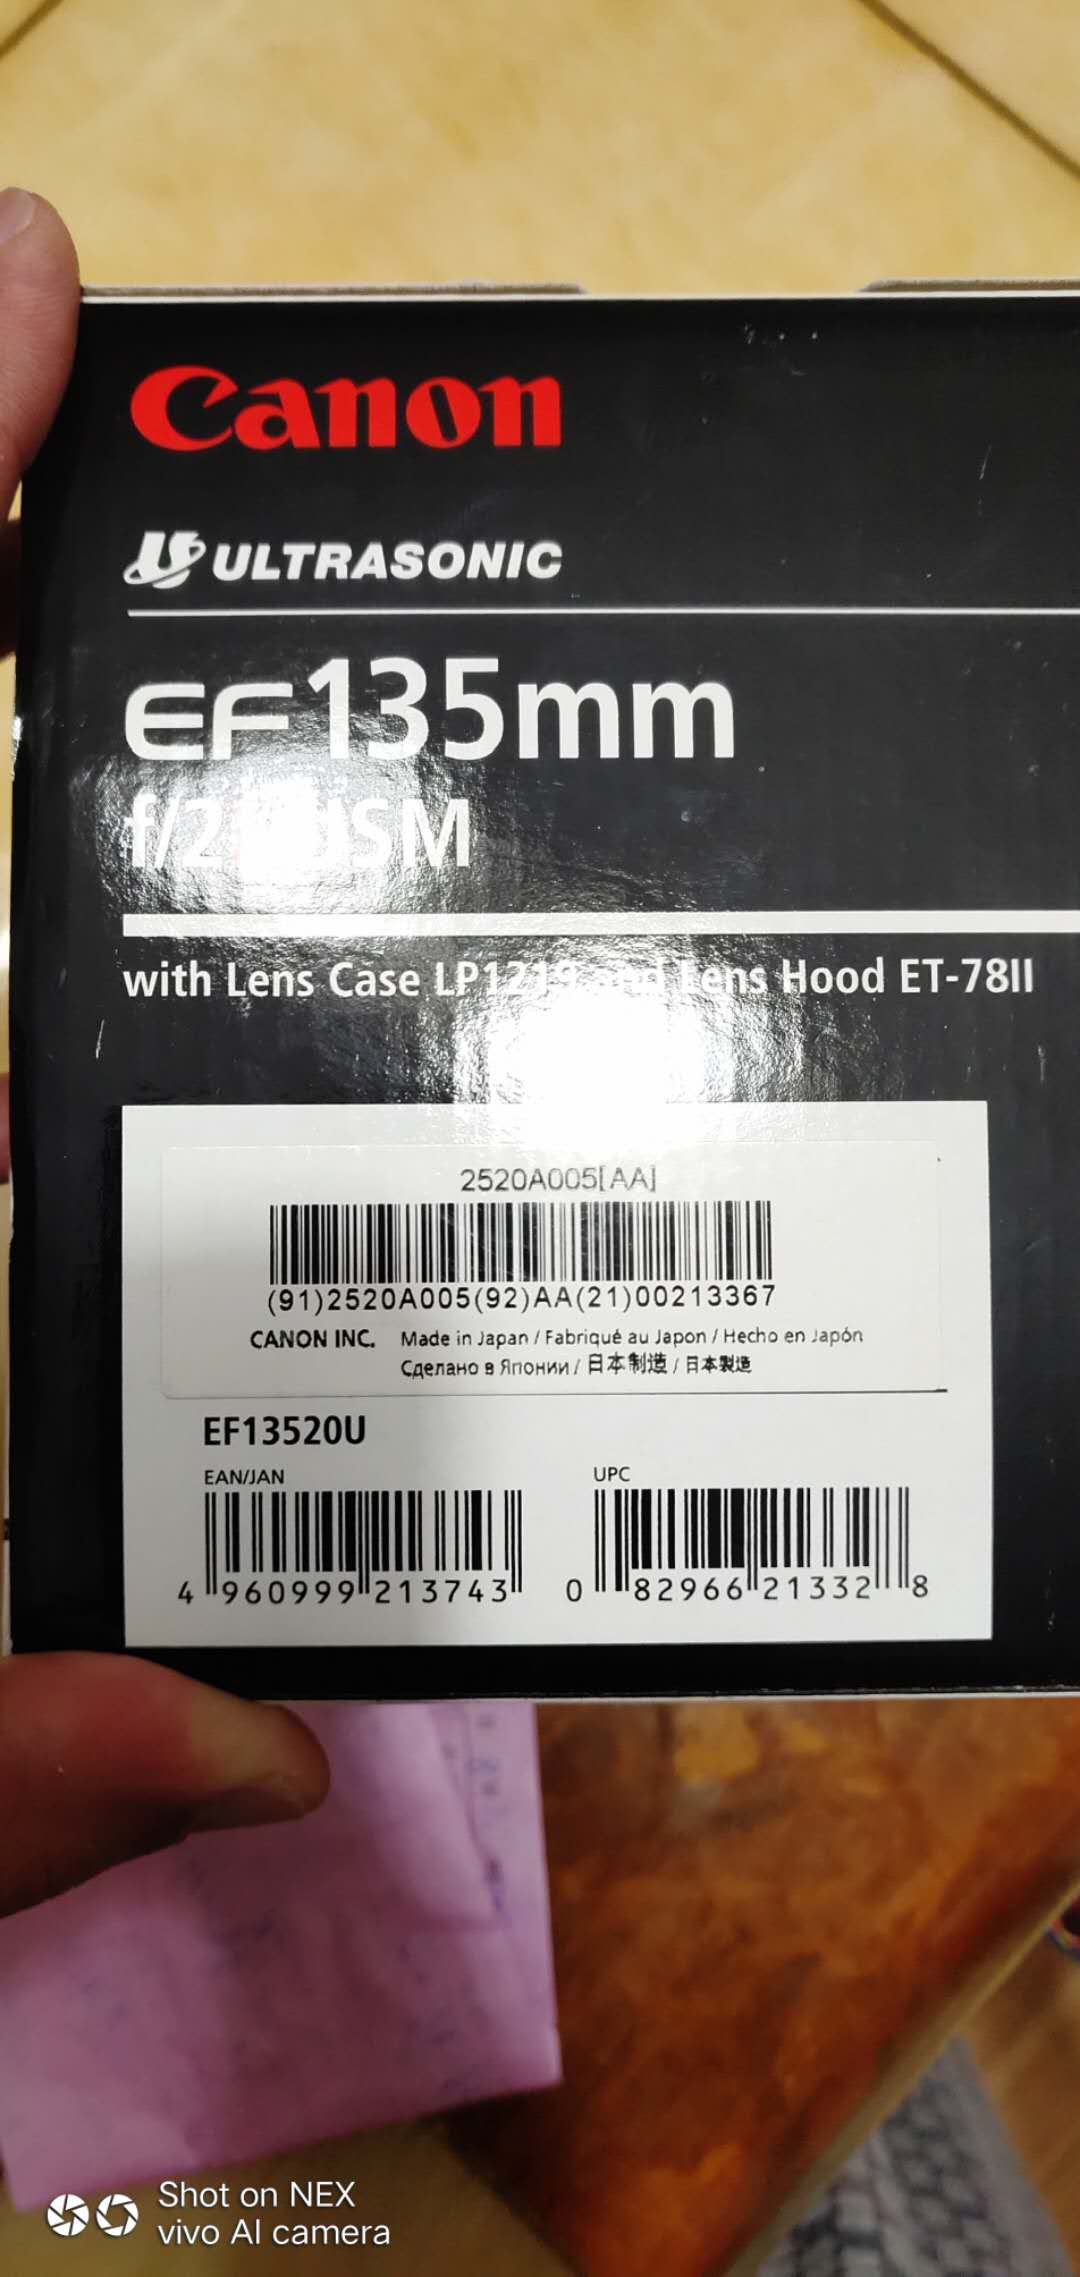 Canon
ULTRASONIC
EF135mm
f/2 USM
with Lens Case LP1219 and Lens Hood ET-78II
2520A005[AA]
(91)2520A005(92)AA(21)00213367
CANON INC. Made in Japan / Fabriqué au Japon / Hecho en Japón
Сделано в Японии / 日本制造 / 日本製造
EF13520U
EAN/JAN
UPC
4 960999 213743
0 82966 21332 8
Shot on NEX
vivo AI camera